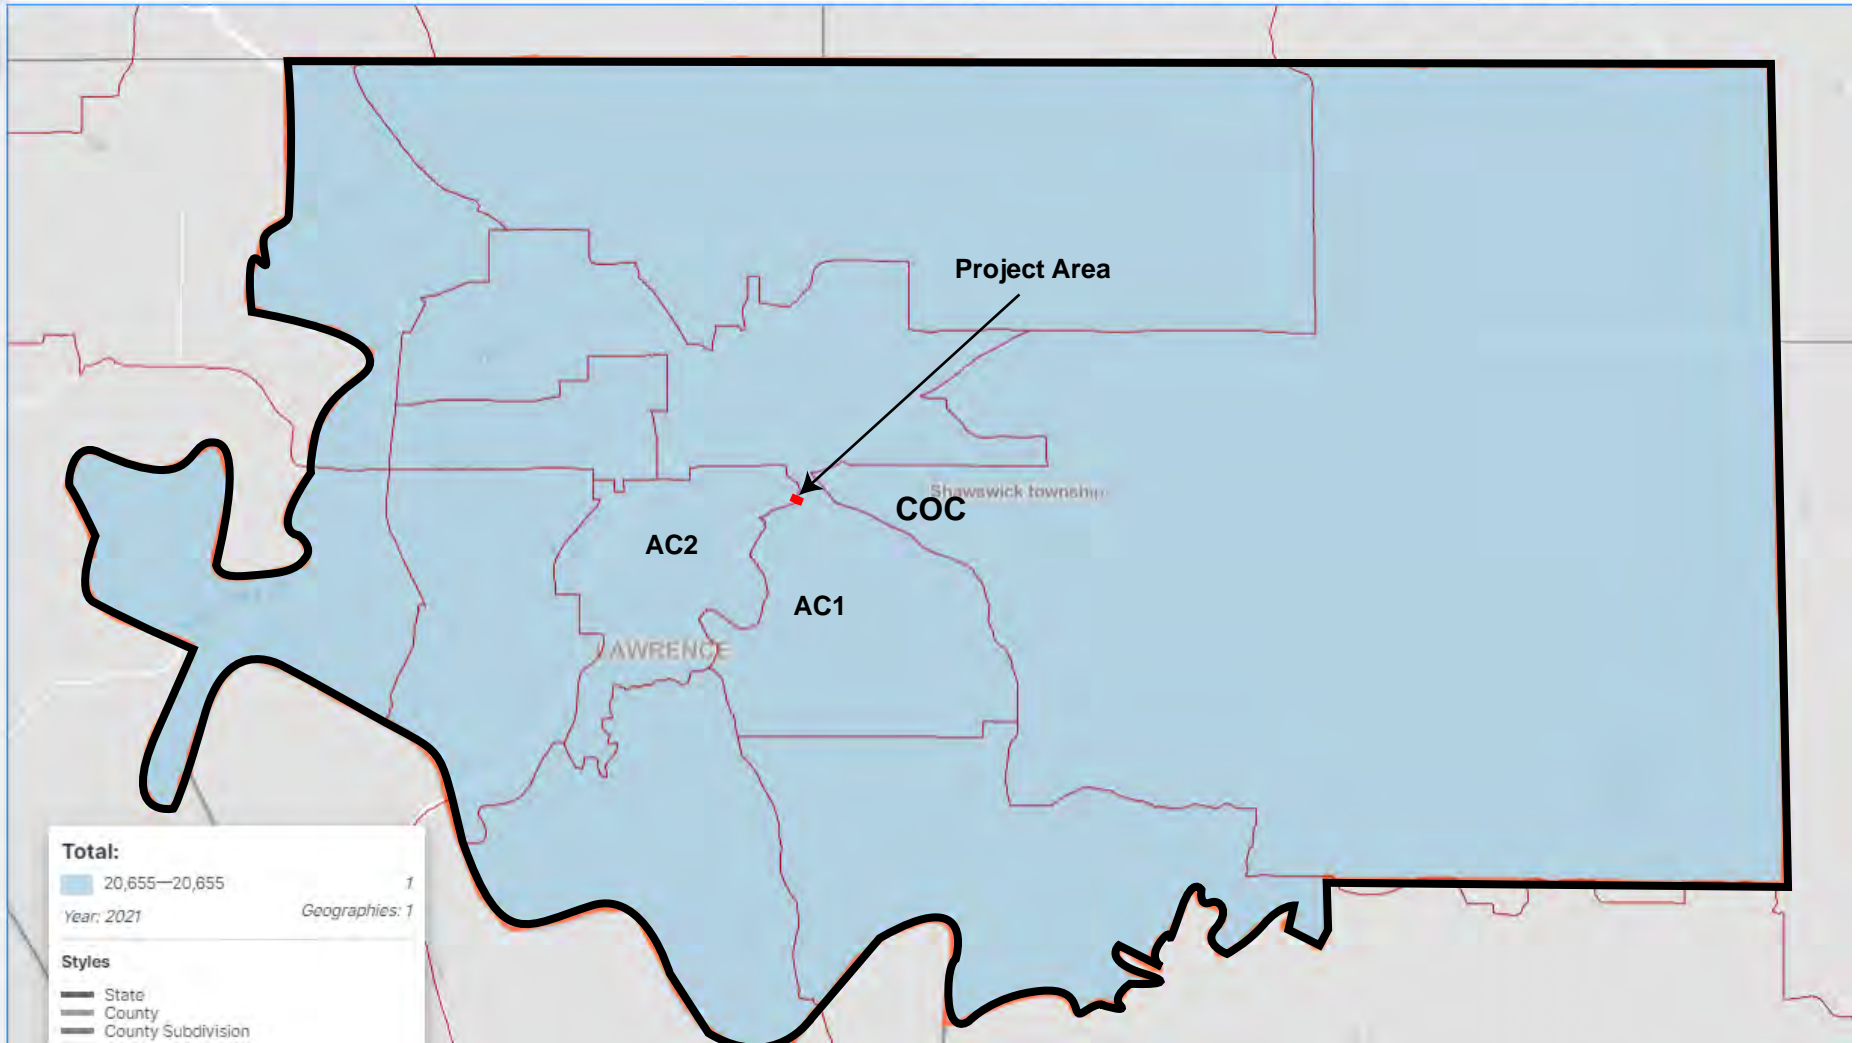 Project Area
Shawswick township
COC
AC2
AC1
LAWRENCE
Total:
20,655—20,655 1
Year: 2021 Geographies: 1
Styles
State
County
County Subdivision